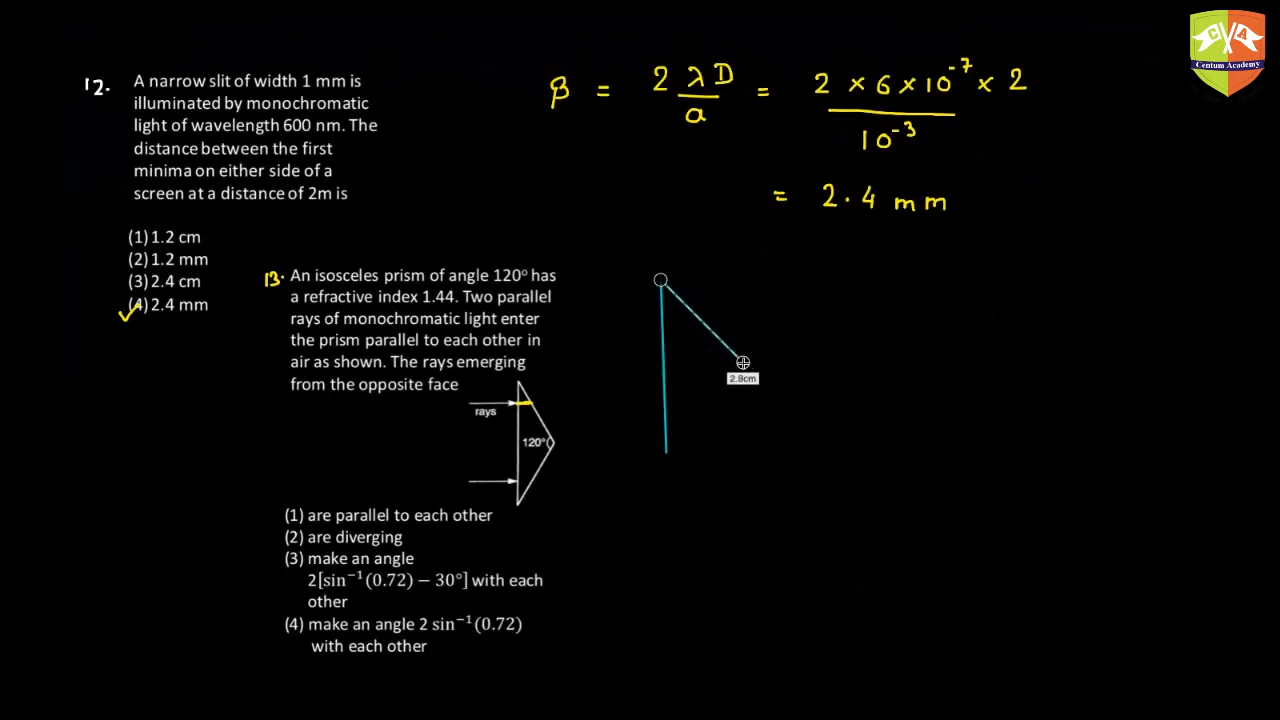 12. A narrow slit of width 1 mm is
illuminated by monochromatic
light of wavelength 600 nm. The
distance between the first
minima on either side of a
screen at a distance of 2m is
(1) 1.2 cm
(2) 1.2 mm
(3) 2.4 cm
(4) 2.4 mm
β = 2 λ D / a = 2 × 6 × 10⁻⁷ × 2 / 10⁻³
= 2.4 mm
13. An isosceles prism of angle 120° has
a refractive index 1.44. Two parallel
rays of monochromatic light enter
the prism parallel to each other in
air as shown. The rays emerging
from the opposite face
rays
120°
(1) are parallel to each other
(2) are diverging
(3) make an angle
2[sin⁻¹(0.72) − 30°] with each
other
(4) make an angle 2 sin⁻¹(0.72)
with each other
2.9cm
C A
Centum Academy